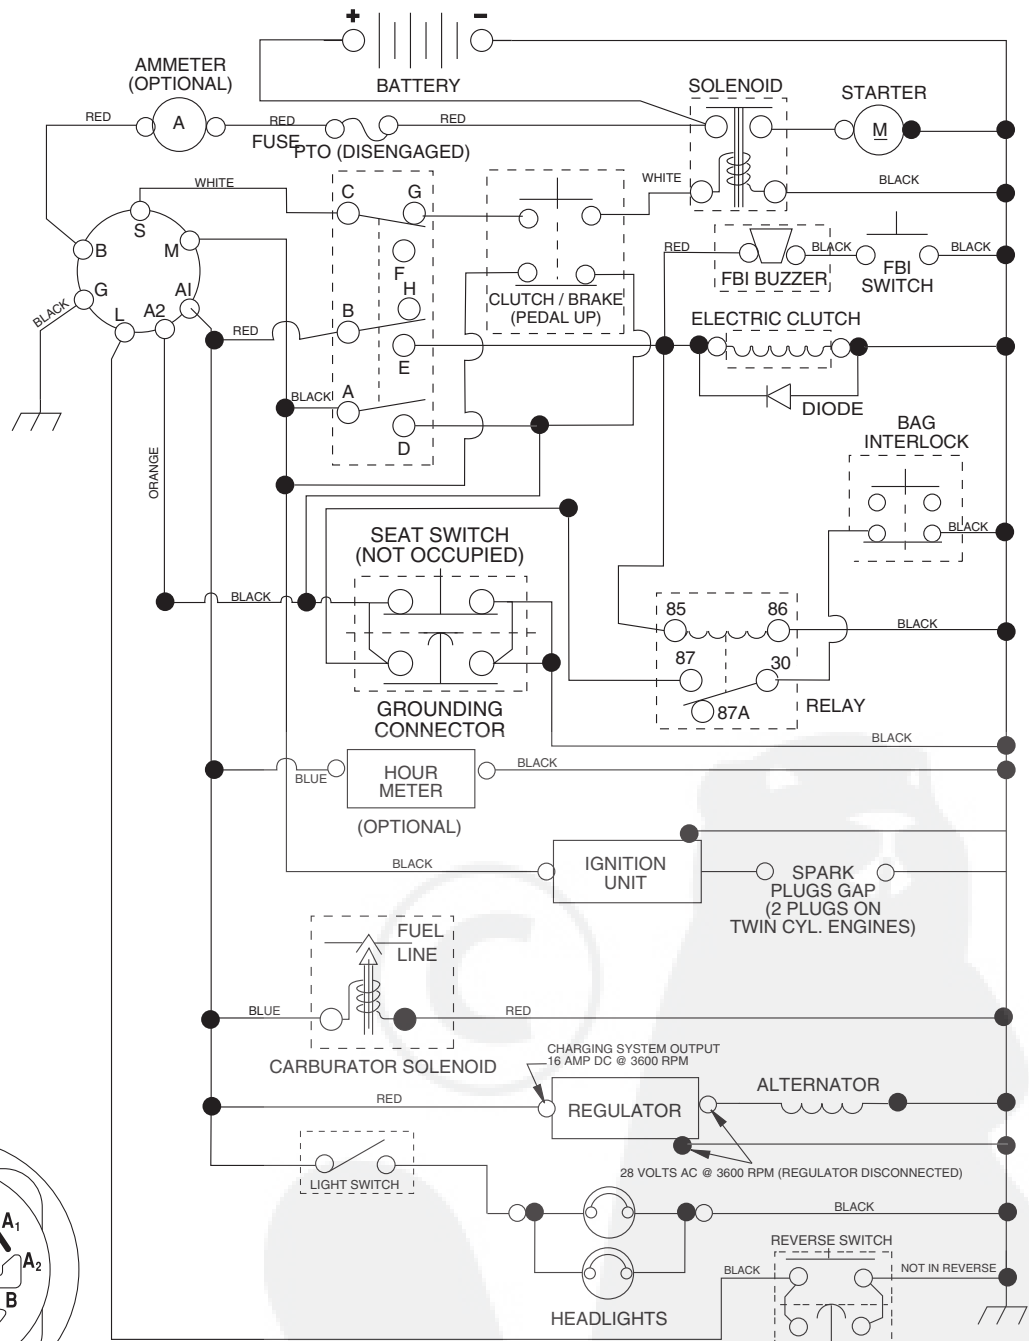 + -
BATTERY
AMMETER
(OPTIONAL)
A
RED
RED
FUSE
RED
PTO (DISENGAGED)
SOLENOID
STARTER
M
WHITE
WHITE
BLACK
S
B
M
G
L
A2
A1
BLACK
RED
C
G
F
H
B
E
BLACK
A
D
CLUTCH / BRAKE
(PEDAL UP)
RED
BLACK
BLACK
FBI BUZZER
FBI
SWITCH
ELECTRIC CLUTCH
DIODE
BAG
INTERLOCK
BLACK
ORANGE
SEAT SWITCH
(NOT OCCUPIED)
BLACK
GROUNDING
CONNECTOR
85
86
BLACK
87
30
87A
RELAY
BLACK
BLUE
HOUR
METER
BLACK
(OPTIONAL)
BLACK
IGNITION
UNIT
SPARK
PLUGS GAP
(2 PLUGS ON
TWIN CYL. ENGINES)
FUEL
LINE
BLUE
RED
CARBURATOR SOLENOID
CHARGING SYSTEM OUTPUT
16 AMP DC @ 3600 RPM
RED
REGULATOR
ALTERNATOR
28 VOLTS AC @ 3600 RPM (REGULATOR DISCONNECTED)
LIGHT SWITCH
BLACK
HEADLIGHTS
REVERSE SWITCH
BLACK
NOT IN REVERSE
A1
A2
B
©